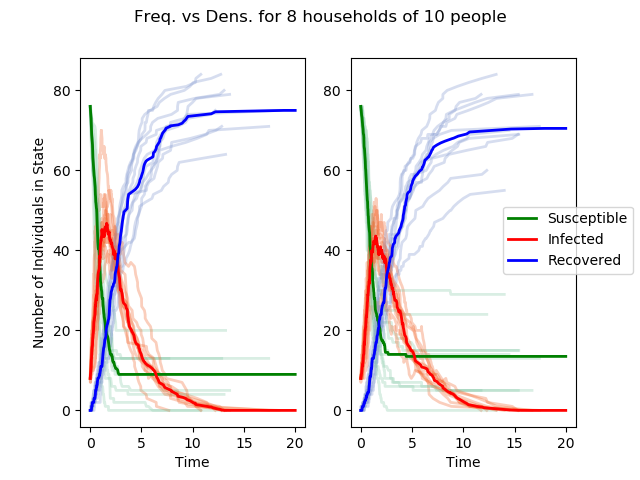 Freq. vs Dens. for 8 households of 10 people
Number of Individuals in State
80
60
40
20
0
0 5 10 15 20
Time
80
60
40
20
0
0 5 10 15 20
Time
Susceptible
Infected
Recovered